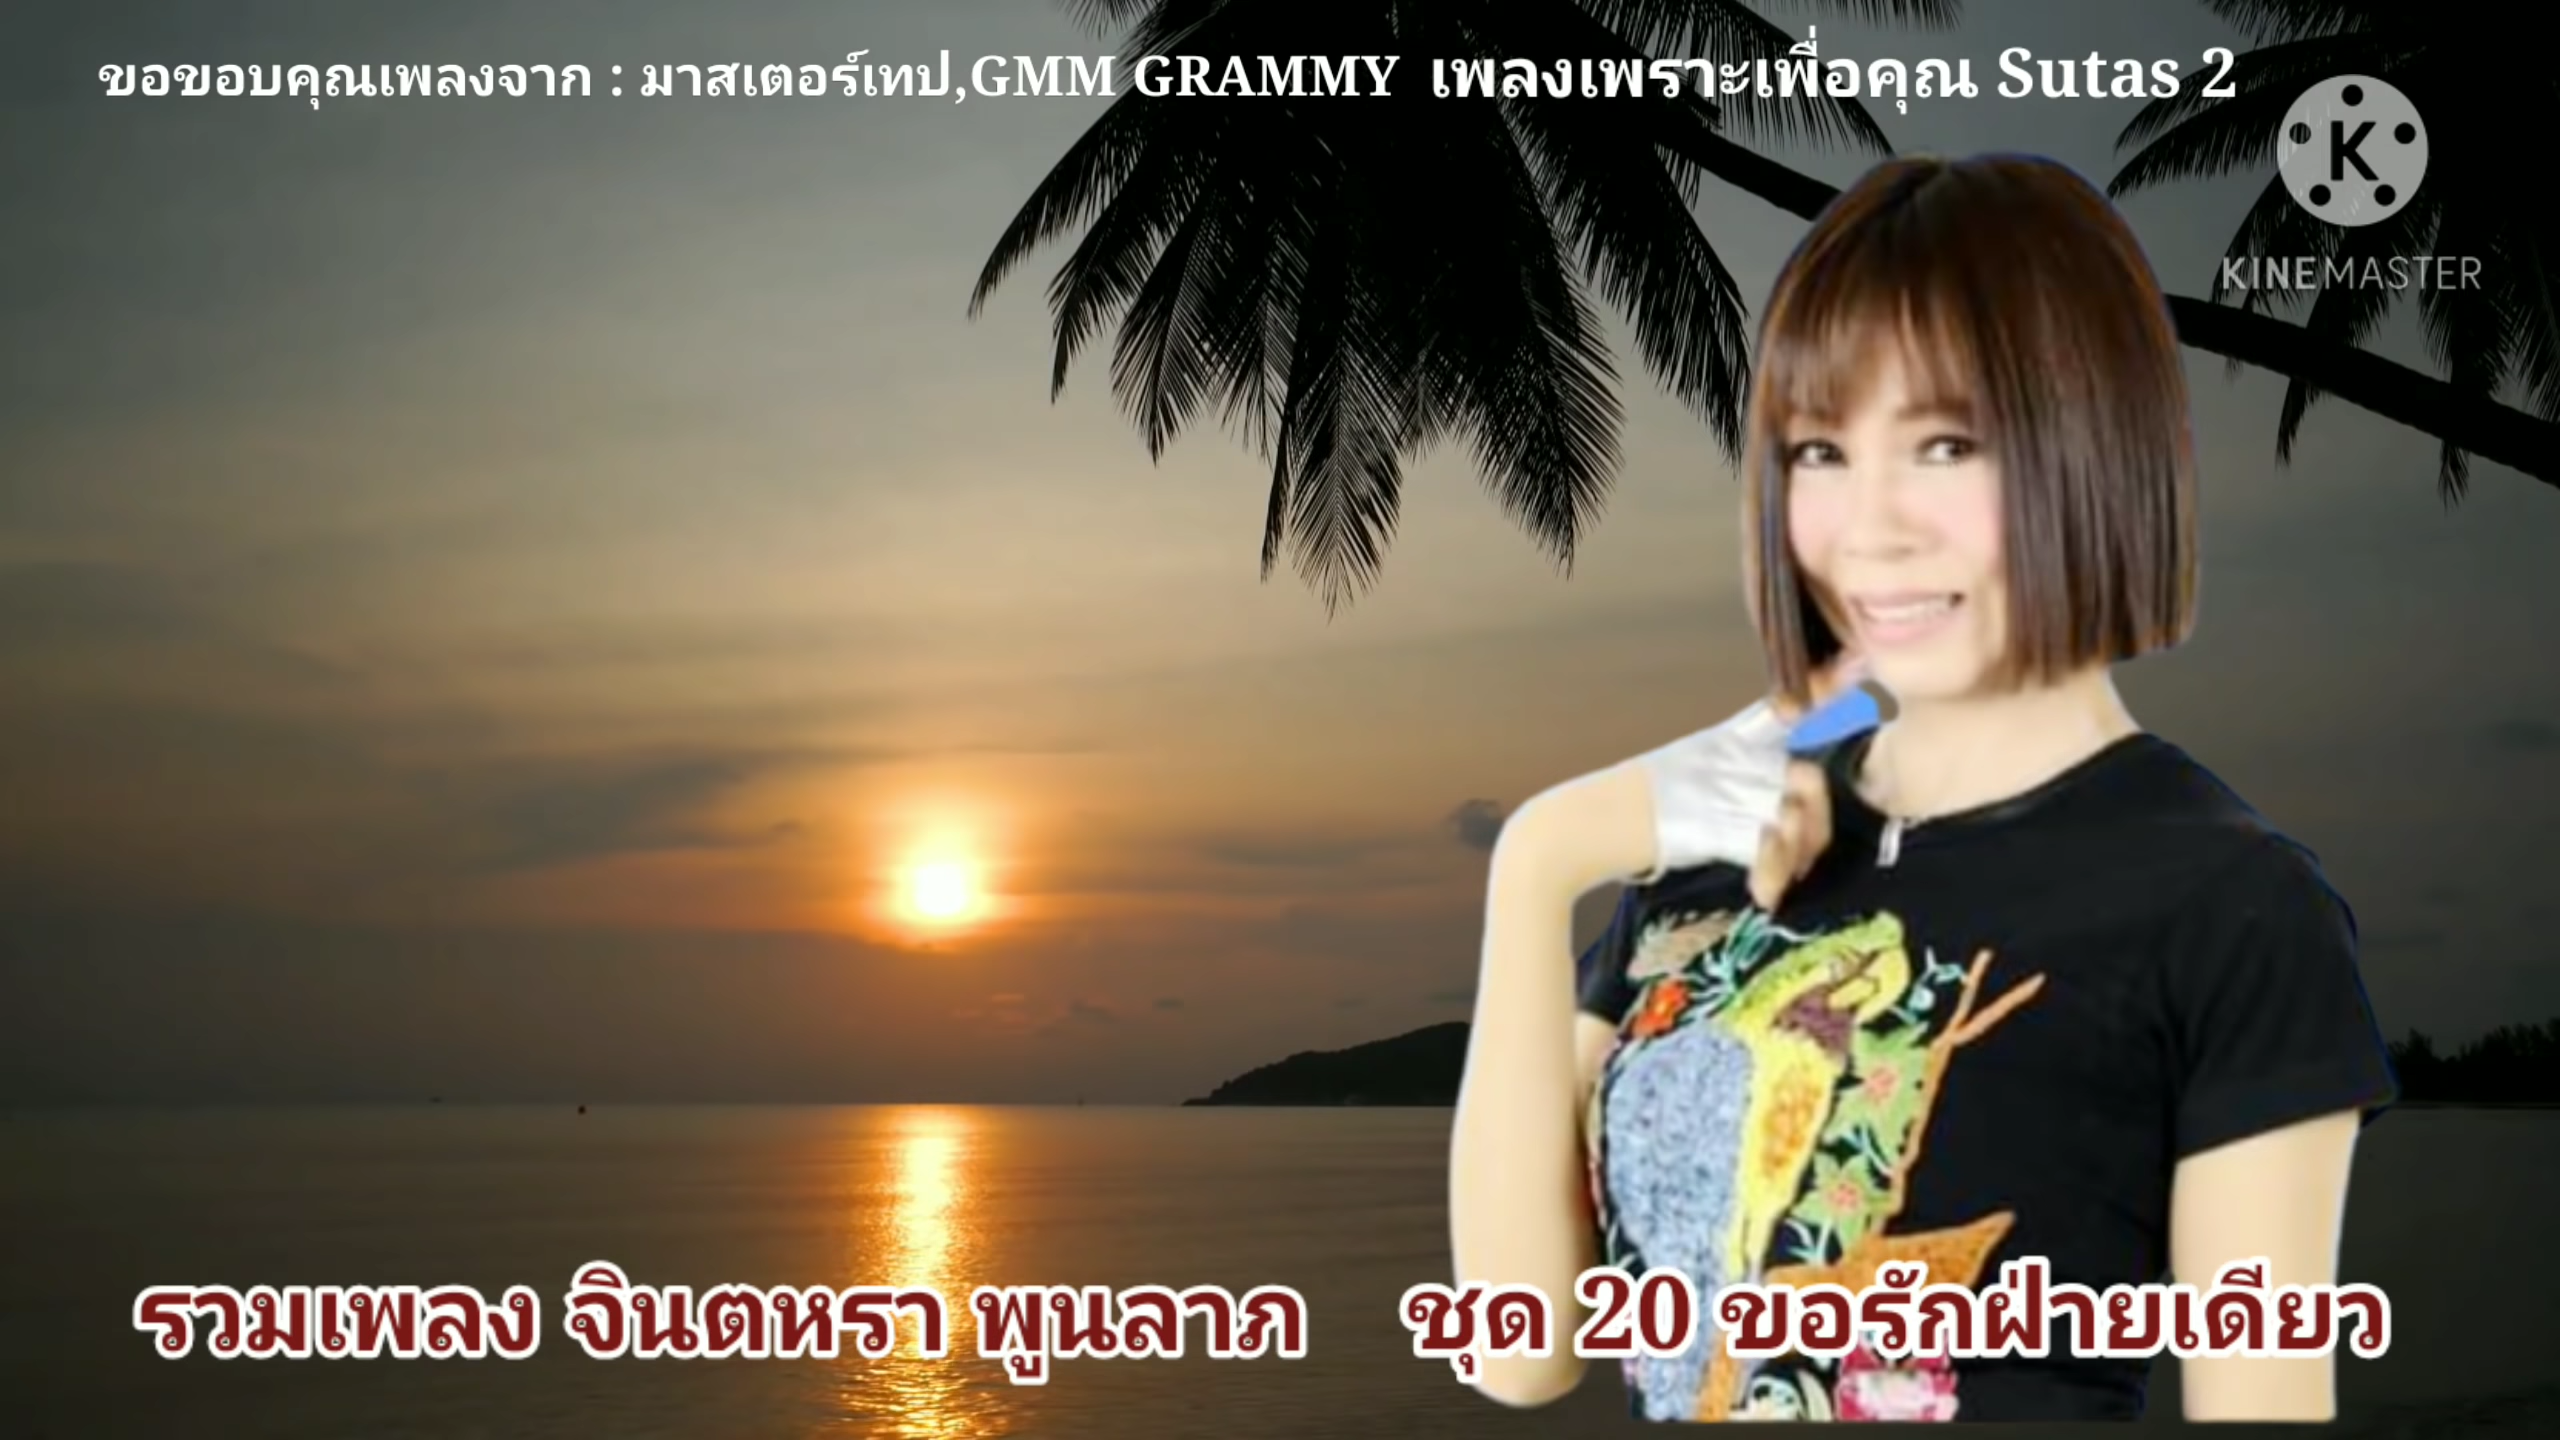 ขอขอบคุณเพลงจาก : มาสเตอร์เทป,GMM GRAMMY เพลงเพราะเพื่อคุณ Sutas 2
K
KINEMASTER
รวมเพลง จินตหรา พูนลาภ ชุด 20 ขอรักฝ่ายเดียว